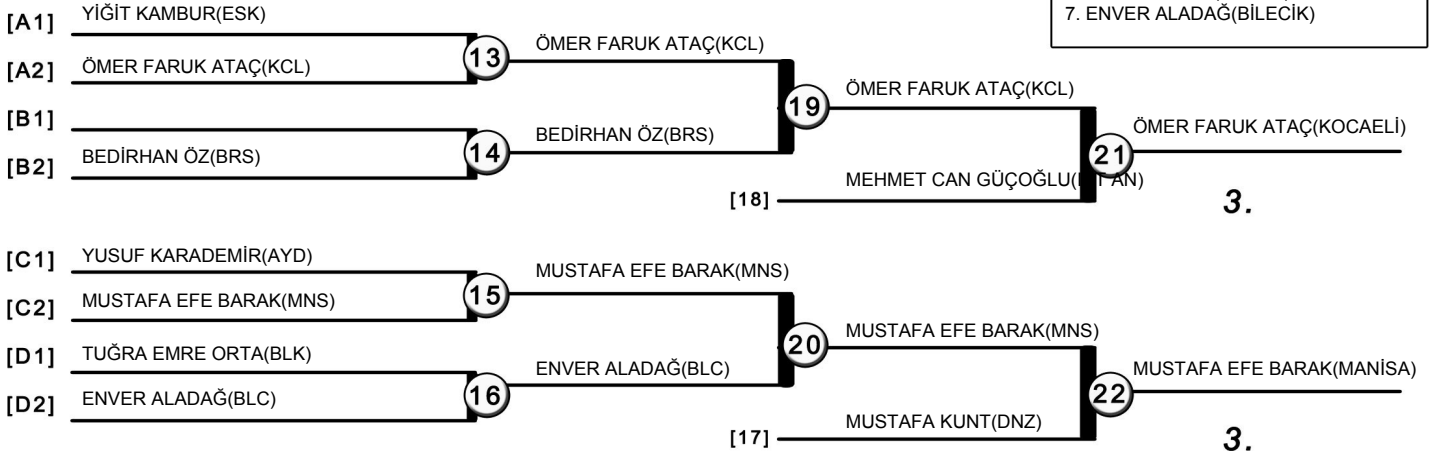 7. ENVER ALADAĞ(BİLECİK)
[A1] YİĞİT KAMBUR(ESK)
13
ÖMER FARUK ATAÇ(KCL)
[A2] ÖMER FARUK ATAÇ(KCL)
19
ÖMER FARUK ATAÇ(KCL)
[B1]
14
BEDİRHAN ÖZ(BRS)
[B2] BEDİRHAN ÖZ(BRS)
21
ÖMER FARUK ATAÇ(KOCAELİ)
[18] MEHMET CAN GÜÇOĞLU(
3.
[C1] YUSUF KARADEMİR(AYD)
15
MUSTAFA EFE BARAK(MNS)
[C2] MUSTAFA EFE BARAK(MNS)
20
MUSTAFA EFE BARAK(MNS)
[D1] TUĞRA EMRE ORTA(BLK)
16
ENVER ALADAĞ(BLC)
[D2] ENVER ALADAĞ(BLC)
22
MUSTAFA EFE BARAK(MANİSA)
[17] MUSTAFA KUNT(DNZ)
3.